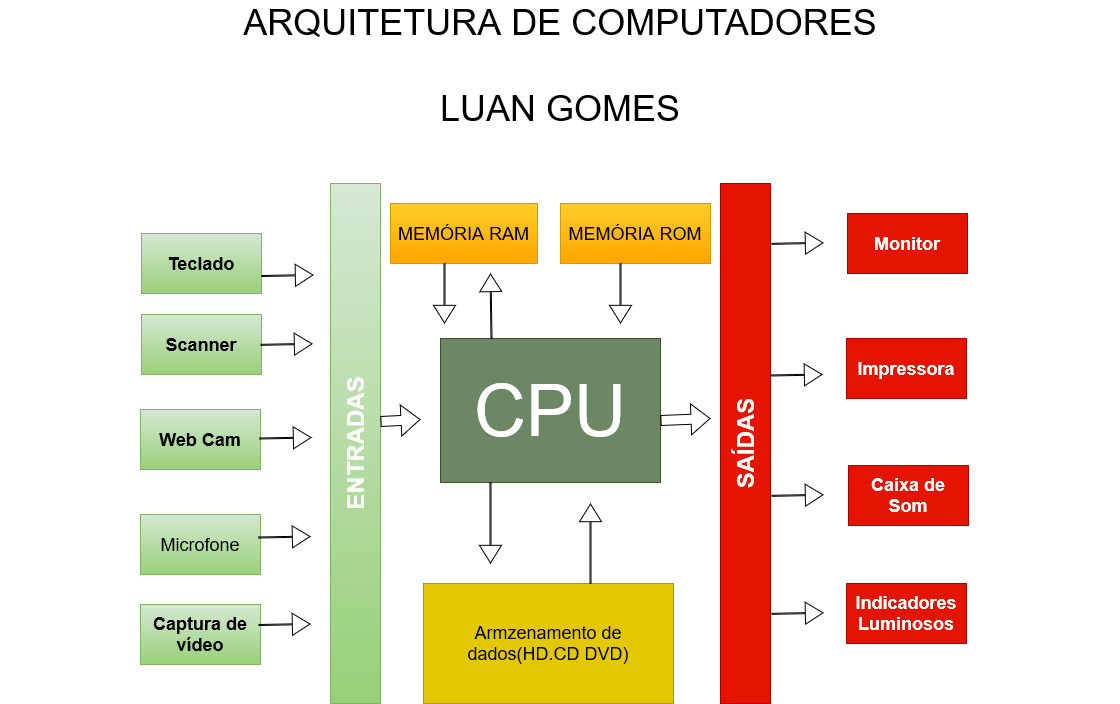 ARQUITETURA DE COMPUTADORES
LUAN GOMES
Teclado
Scanner
Web Cam
Microfone
Captura de
vídeo
ENTRADAS
MEMÓRIA RAM
MEMÓRIA ROM
CPU
Armzenamento de
dados(HD.CD DVD)
SAÍDAS
Monitor
Impressora
Caixa de
Som
Indicadores
Luminosos